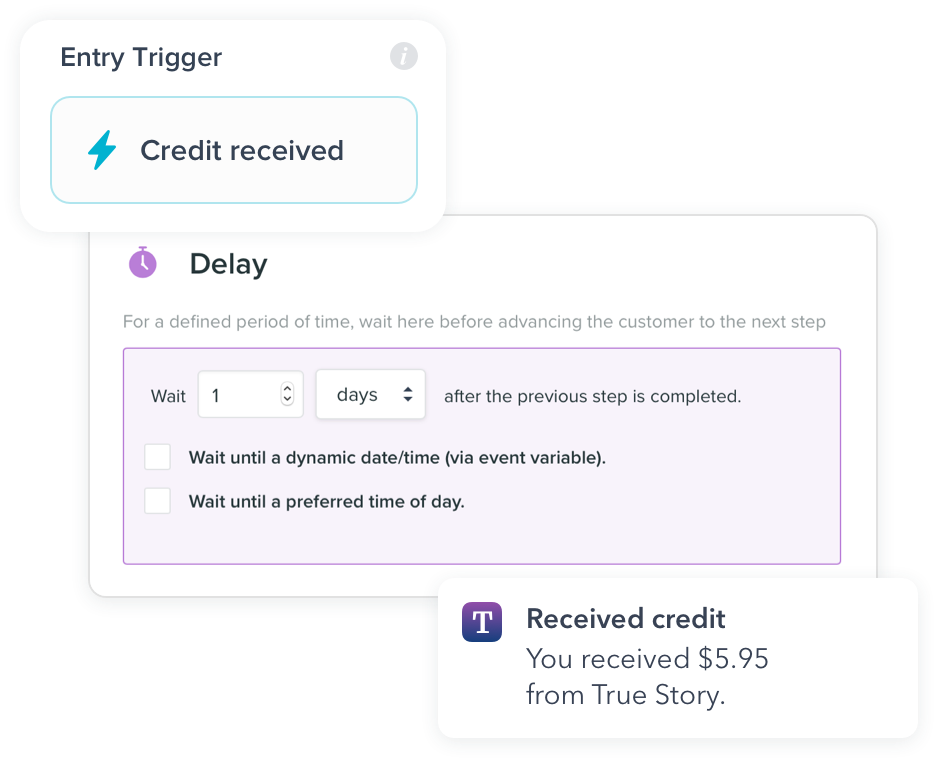 Entry Trigger
i
Credit received
Delay
For a defined period of time, wait here before advancing the customer to the next step
Wait 1 days after the previous step is completed.
Wait until a dynamic date/time (via event variable).
Wait until a preferred time of day.
T
Received credit
You received $5.95
from True Story.